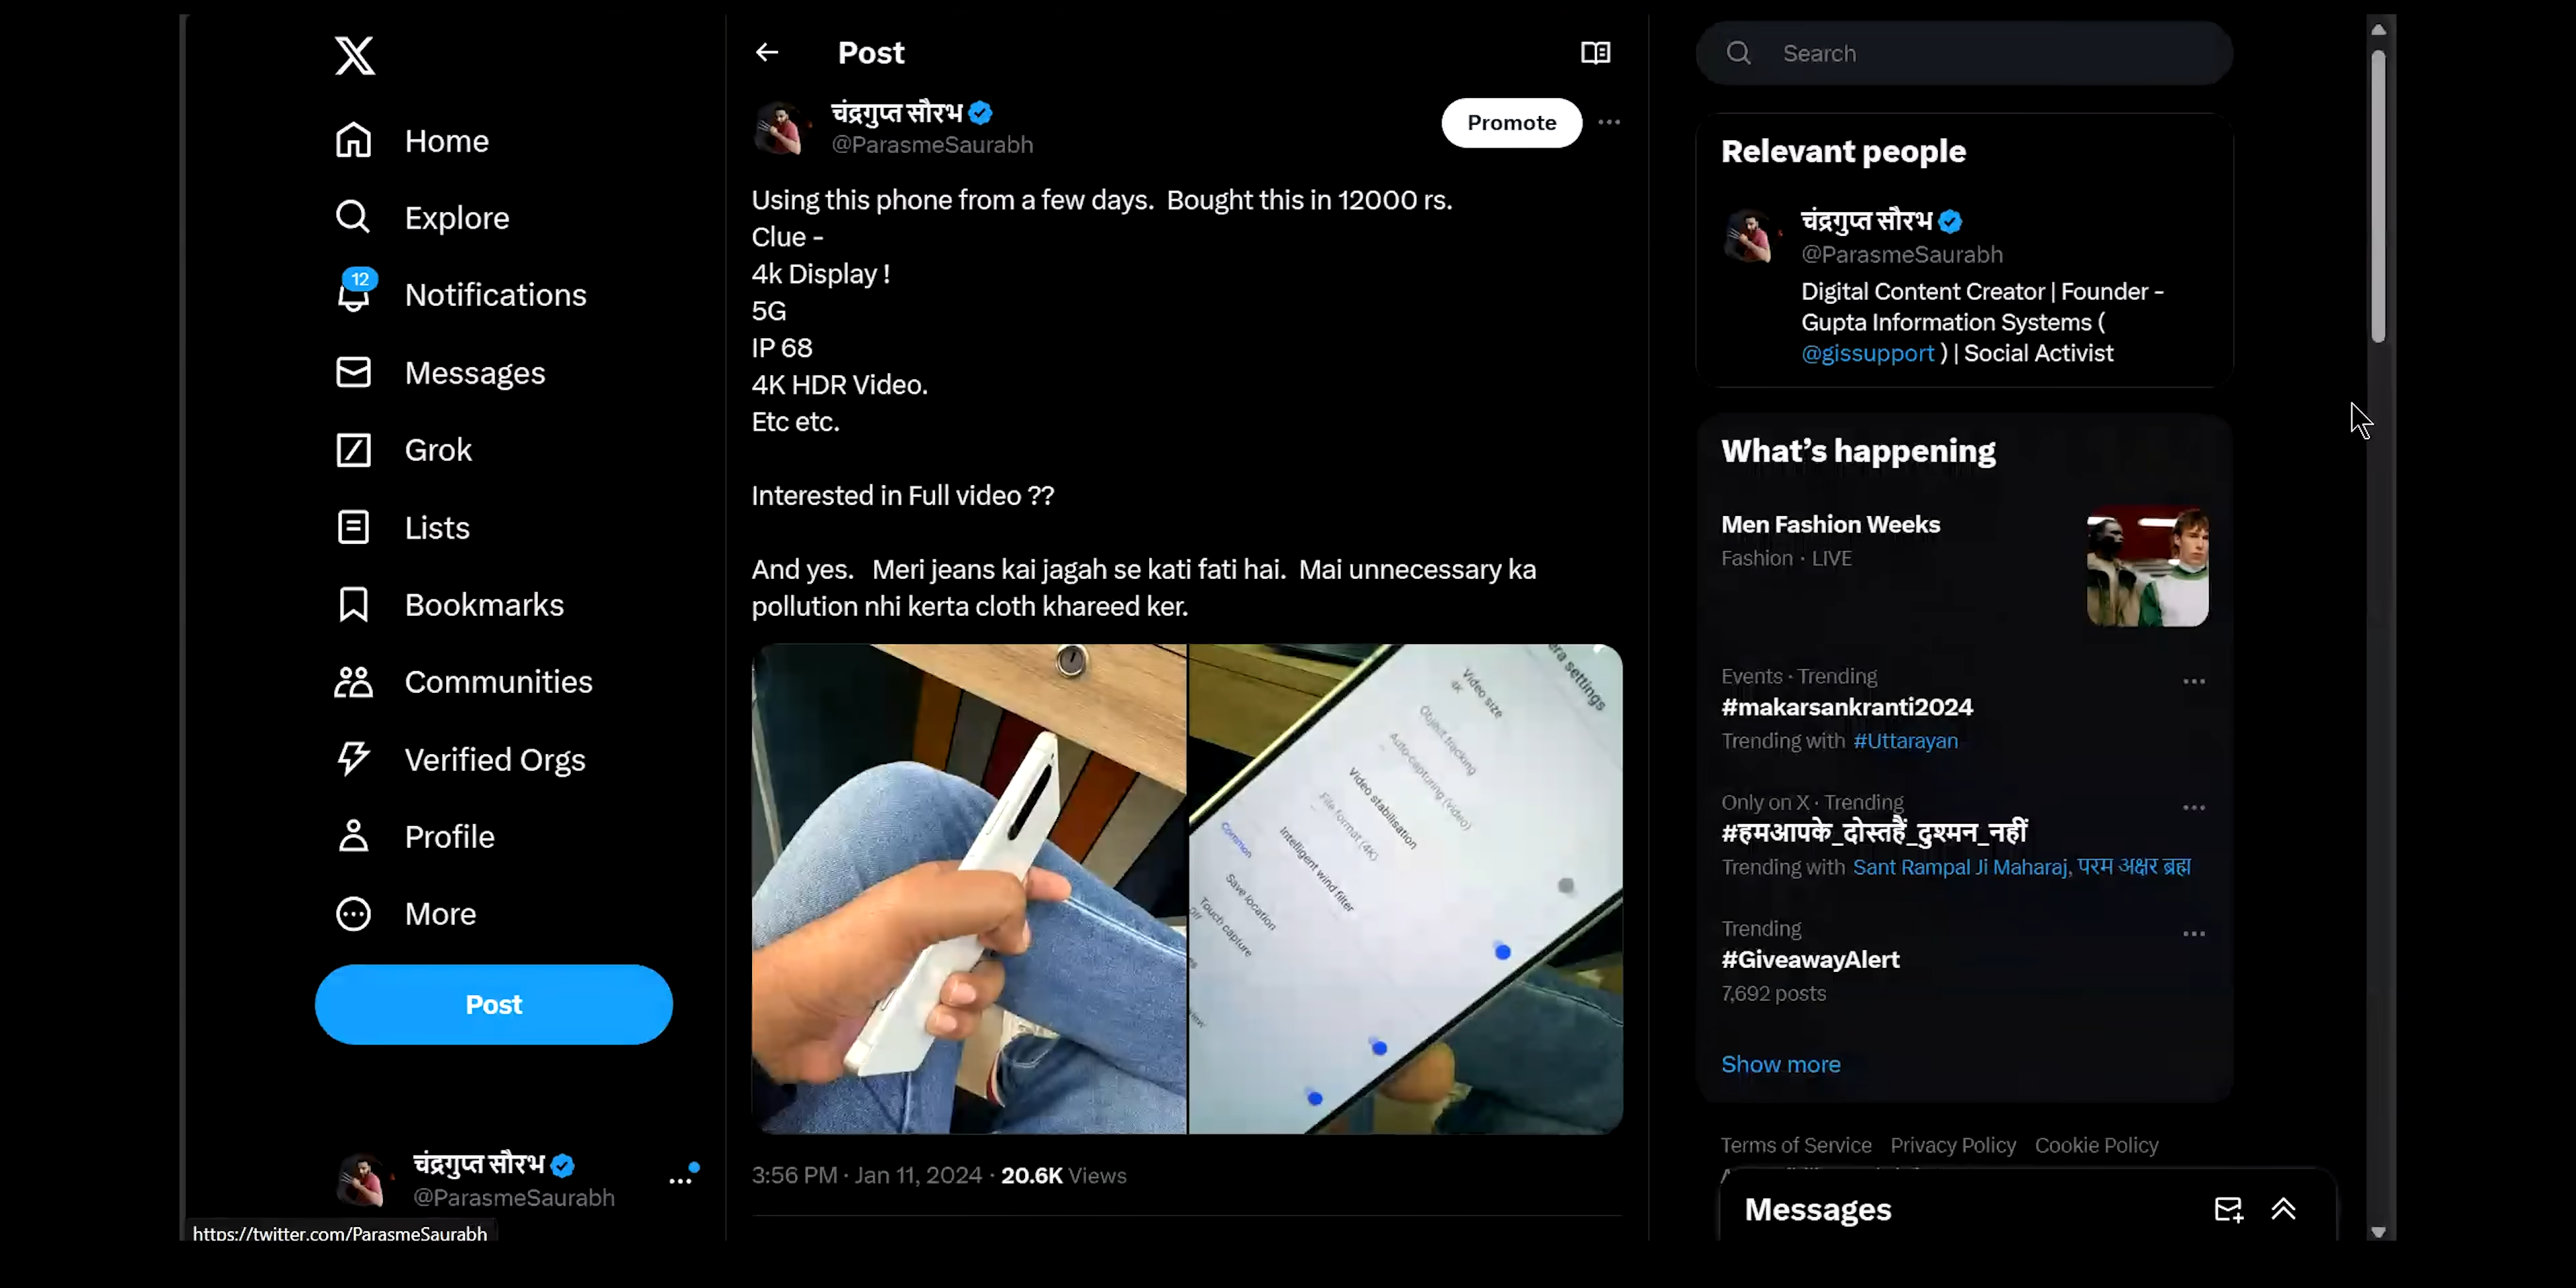 Home
Explore
12
Notifications
Messages
Grok
Lists
Bookmarks
Communities
Verified Orgs
Profile
More
Post
चंद्रगुप्त सौरभ
@ParasmeSaurabh
https://twitter.com/ParasmeSaurabh
Post
चंद्रगुप्त सौरभ
@ParasmeSaurabh
Promote
Using this phone from a few days.  Bought this in 12000 rs.
Clue -
4k Display !
5G
IP 68
4K HDR Video.
Etc etc.
Interested in Full video ??
And yes.   Meri jeans kai jagah se kati fati hai.  Mai unnecessary ka
pollution nhi kerta cloth khareed ker.
settings
Video size
4K
Object tracking
Auto-capturing (video)
Video stabilisation
File format (4K)
Intelligent wind filter
Common
Save location
Touch capture
3:56 PM · Jan 11, 2024 · 20.6K Views
Search
Relevant people
चंद्रगुप्त सौरभ
@ParasmeSaurabh
Digital Content Creator | Founder -
Gupta Information Systems (
@gissupport ) | Social Activist
What's happening
Men Fashion Weeks
Fashion · LIVE
Events · Trending
#makarsankranti2024
Trending with #Uttarayan
Only on X · Trending
#हमआपके_दोस्तहैं_दुश्मन_नहीं
Trending with Sant Rampal Ji Maharaj, परम अक्षर ब्रह्म
Trending
#GiveawayAlert
7,692 posts
Show more
Terms of Service Privacy Policy Cookie Policy
Messages